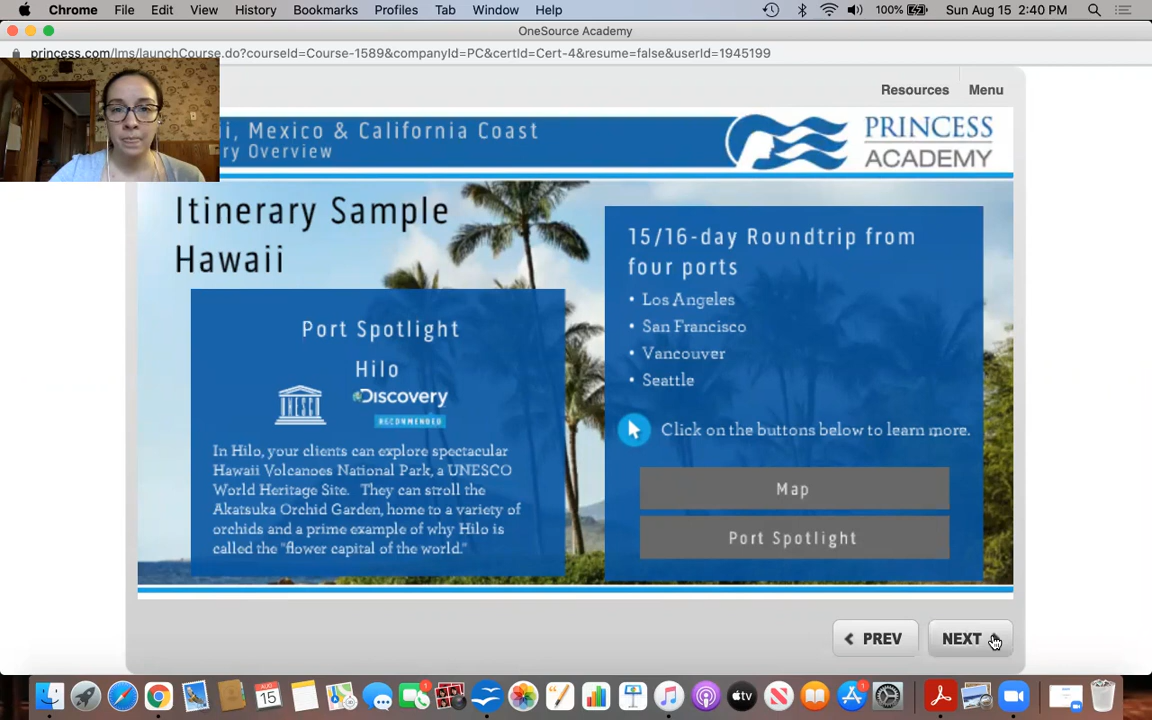 Chrome File Edit View History Bookmarks Profiles Tab Window Help 100% Sun Aug 15 2:40 PM
OneSource Academy
princess.com/lms/launchCourse.do?courseId=Course-1589&companyId=PC&certId=Cert-4&resume=false&userId=1945199
Resources Menu
i, Mexico & California Coast
ry Overview
PRINCESS
ACADEMY
Itinerary Sample
Hawaii
Port Spotlight
Hilo
UNESCO
Discovery
RECOMMENDED
In Hilo, your clients can explore spectacular
Hawaii Volcanoes National Park, a UNESCO
World Heritage Site. They can stroll the
Akatsuka Orchid Garden, home to a variety of
orchids and a prime example of why Hilo is
called the "flower capital of the world."
15/16-day Roundtrip from
four ports
• Los Angeles
• San Francisco
• Vancouver
• Seattle
Click on the buttons below to learn more.
Map
Port Spotlight
PREV NEXT
AUG
15
1
tv
1